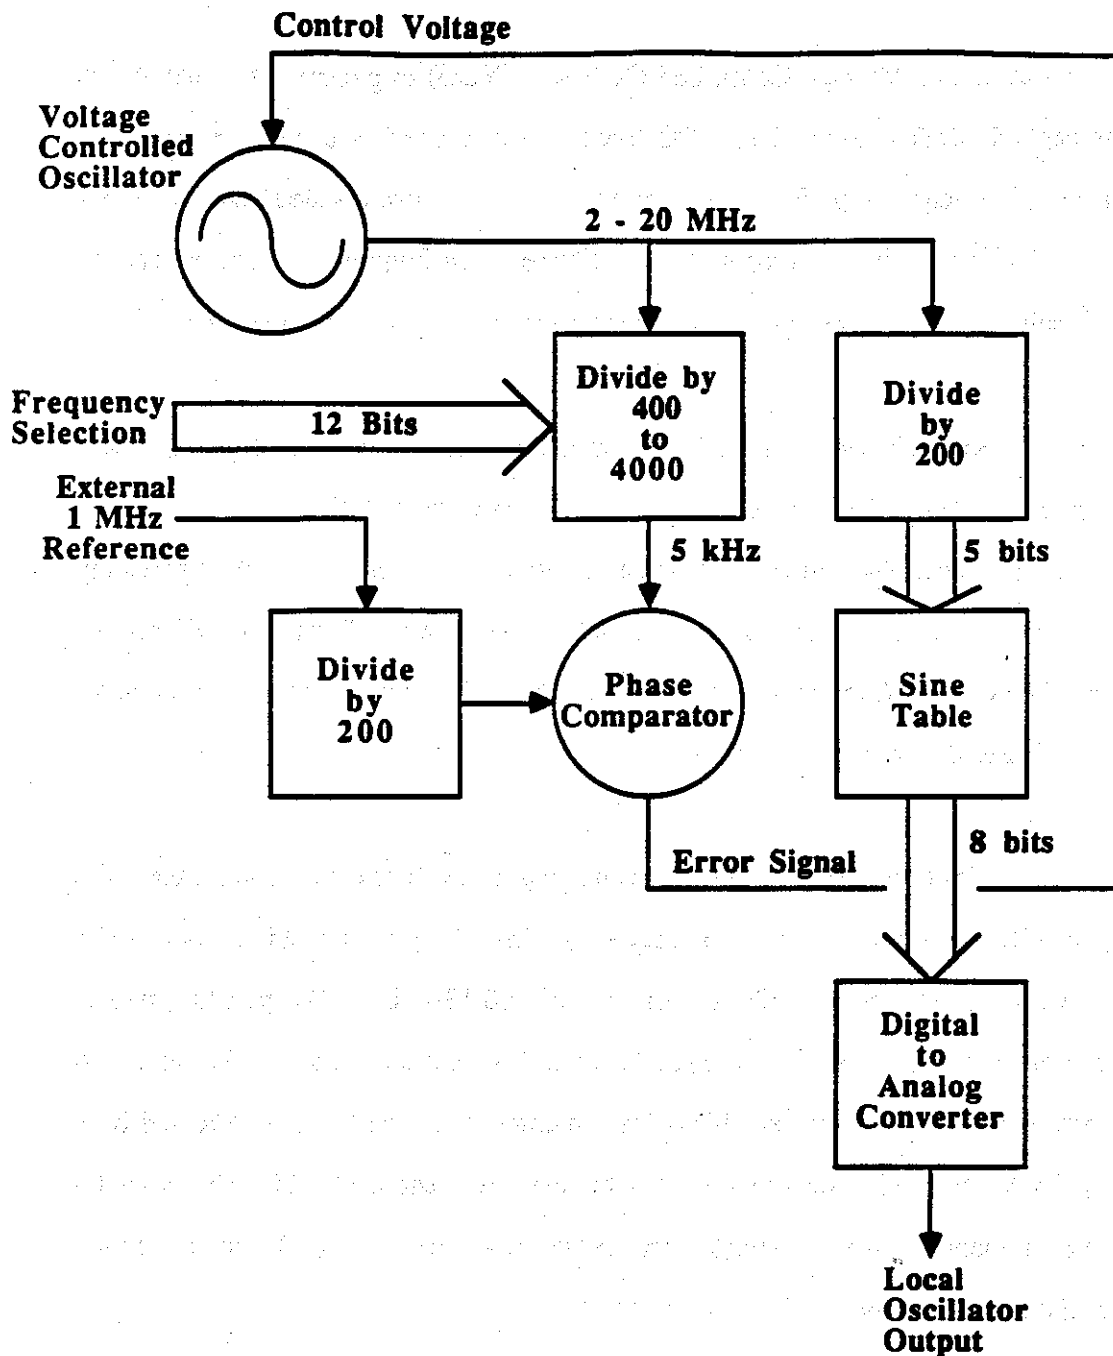 Control Voltage
Voltage
Controlled
Oscillator
2 - 20 MHz
Divide by
400
to
4000
Divide
by
200
Frequency
Selection
12 Bits
External
1 MHz
Reference
5 kHz
5 bits
Divide
by
200
Phase
Comparator
Sine
Table
8 bits
Error Signal
Digital
to
Analog
Converter
Local
Oscillator
Output